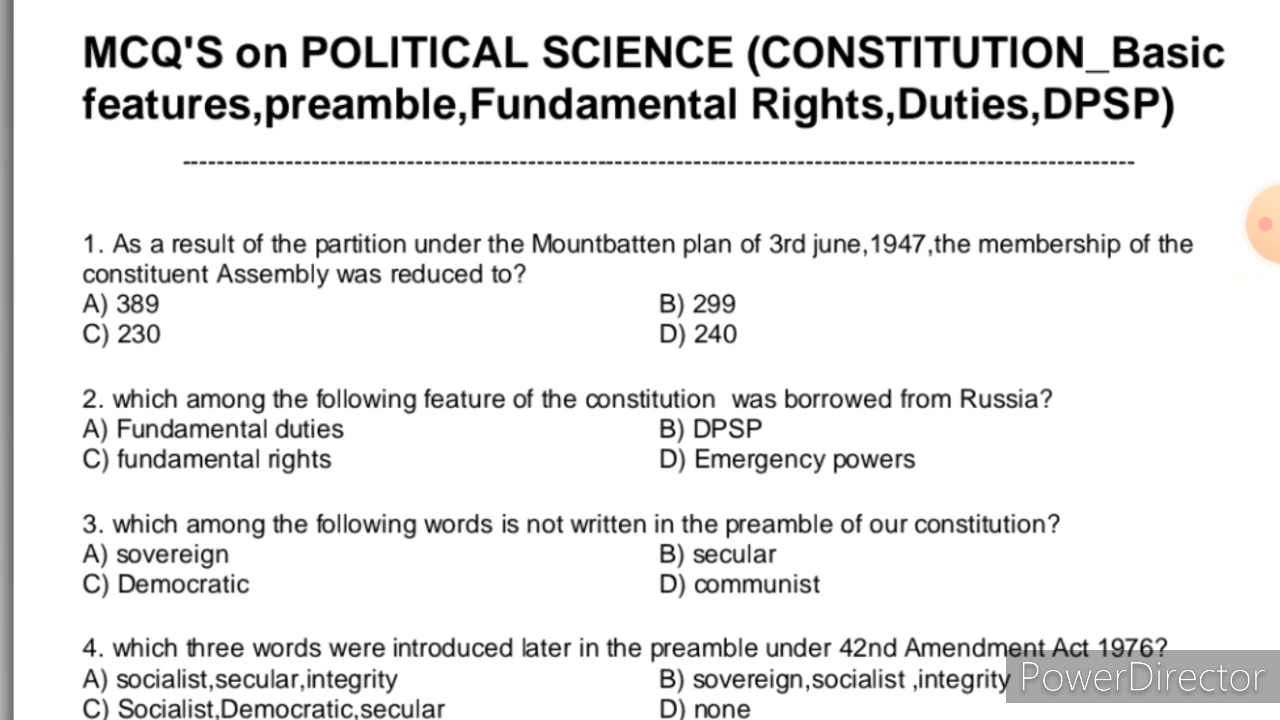 MCQ'S on POLITICAL SCIENCE (CONSTITUTION_Basic
features,preamble,Fundamental Rights,Duties,DPSP)
1. As a result of the partition under the Mountbatten plan of 3rd june,1947,the membership of the
constituent Assembly was reduced to?
A) 389 B) 299
C) 230 D) 240
2. which among the following feature of the constitution was borrowed from Russia?
A) Fundamental duties B) DPSP
C) fundamental rights D) Emergency powers
3. which among the following words is not written in the preamble of our constitution?
A) sovereign B) secular
C) Democratic D) communist
4. which three words were introduced later in the preamble under 42nd Amendment Act 1976?
A) socialist,secular,integrity B) sovereign,socialist ,integrity
C) Socialist,Democratic,secular D) none
PowerDirector